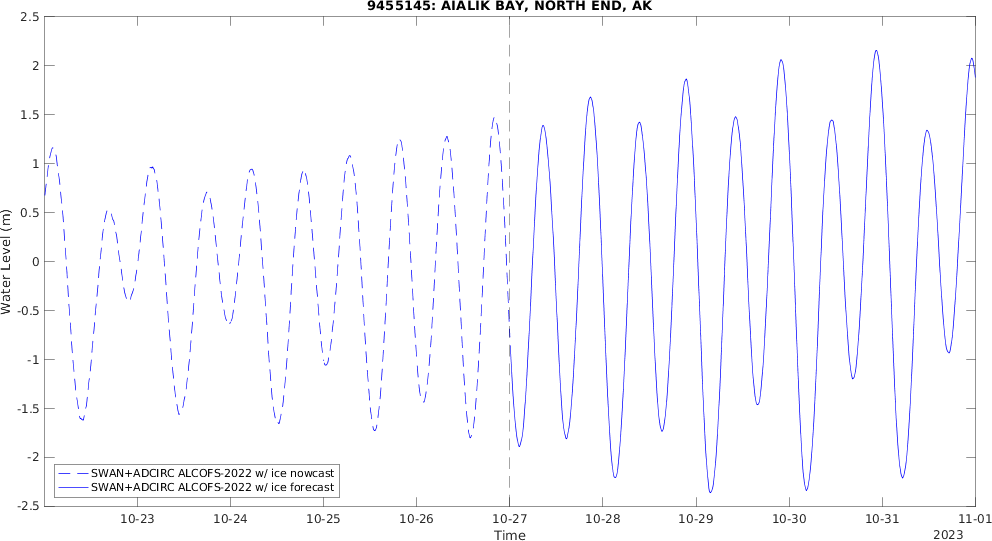 9455145: AIALIK BAY, NORTH END, AK
2.5
2
1.5
1
0.5
0
-0.5
-1
-1.5
-2
-2.5
Water Level (m)
SWAN+ADCIRC ALCOFS-2022 w/ ice nowcast
SWAN+ADCIRC ALCOFS-2022 w/ ice forecast
10-23 10-24 10-25 10-26 10-27 10-28 10-29 10-30 10-31 11-01
Time
2023